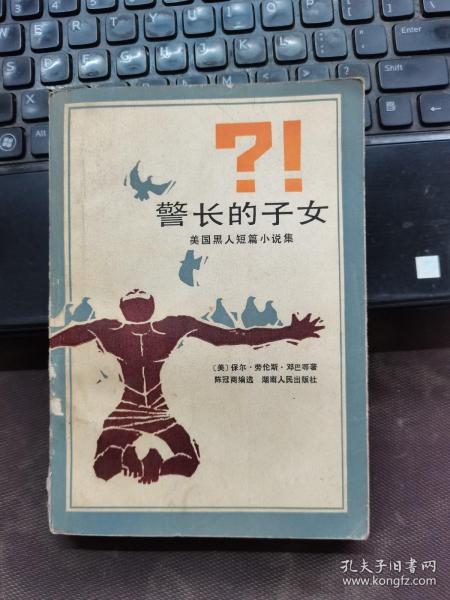 ?!
警长的子女
美国黑人短篇小说集
〔美〕保尔·劳伦斯·邓巴等著
陈冠商编选 湖南人民出版社
孔夫子旧书网
www.kongfz.com